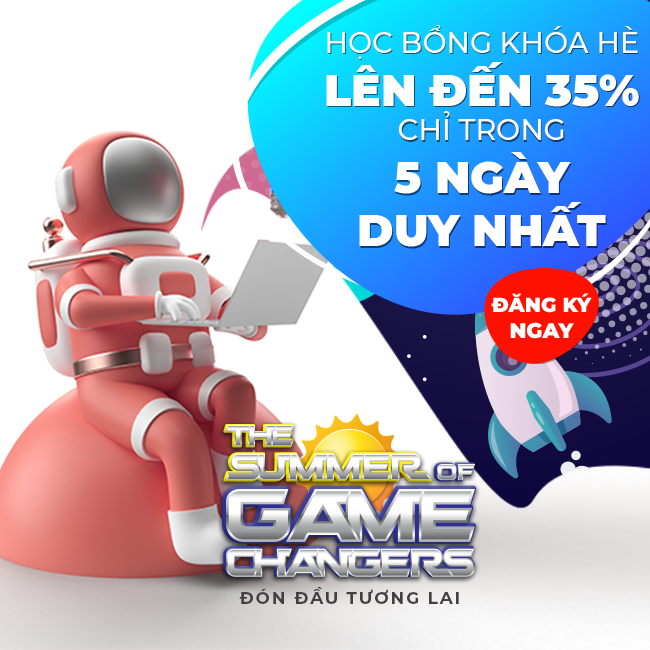 HỌC BỔNG KHÓA HÈ
LÊN ĐẾN 35%
CHỈ TRONG
5 NGÀY
DUY NHẤT
ĐĂNG KÝ
NGAY
THE
SUMMER OF
GAME
CHANGERS
ĐÓN ĐẦU TƯƠNG LAI